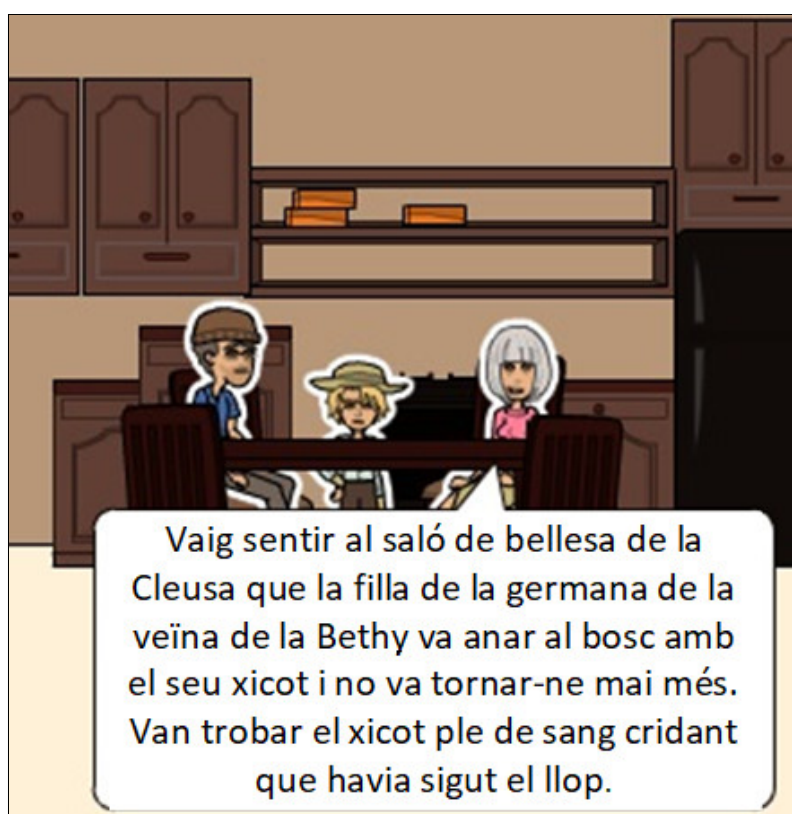 Vaig sentir al saló de bellesa de la
Cleusa que la filla de la germana de la
veïna de la Bethy va anar al bosc amb
el seu xicot i no va tornar-ne mai més.
Van trobar el xicot ple de sang cridant
que havia sigut el llop.